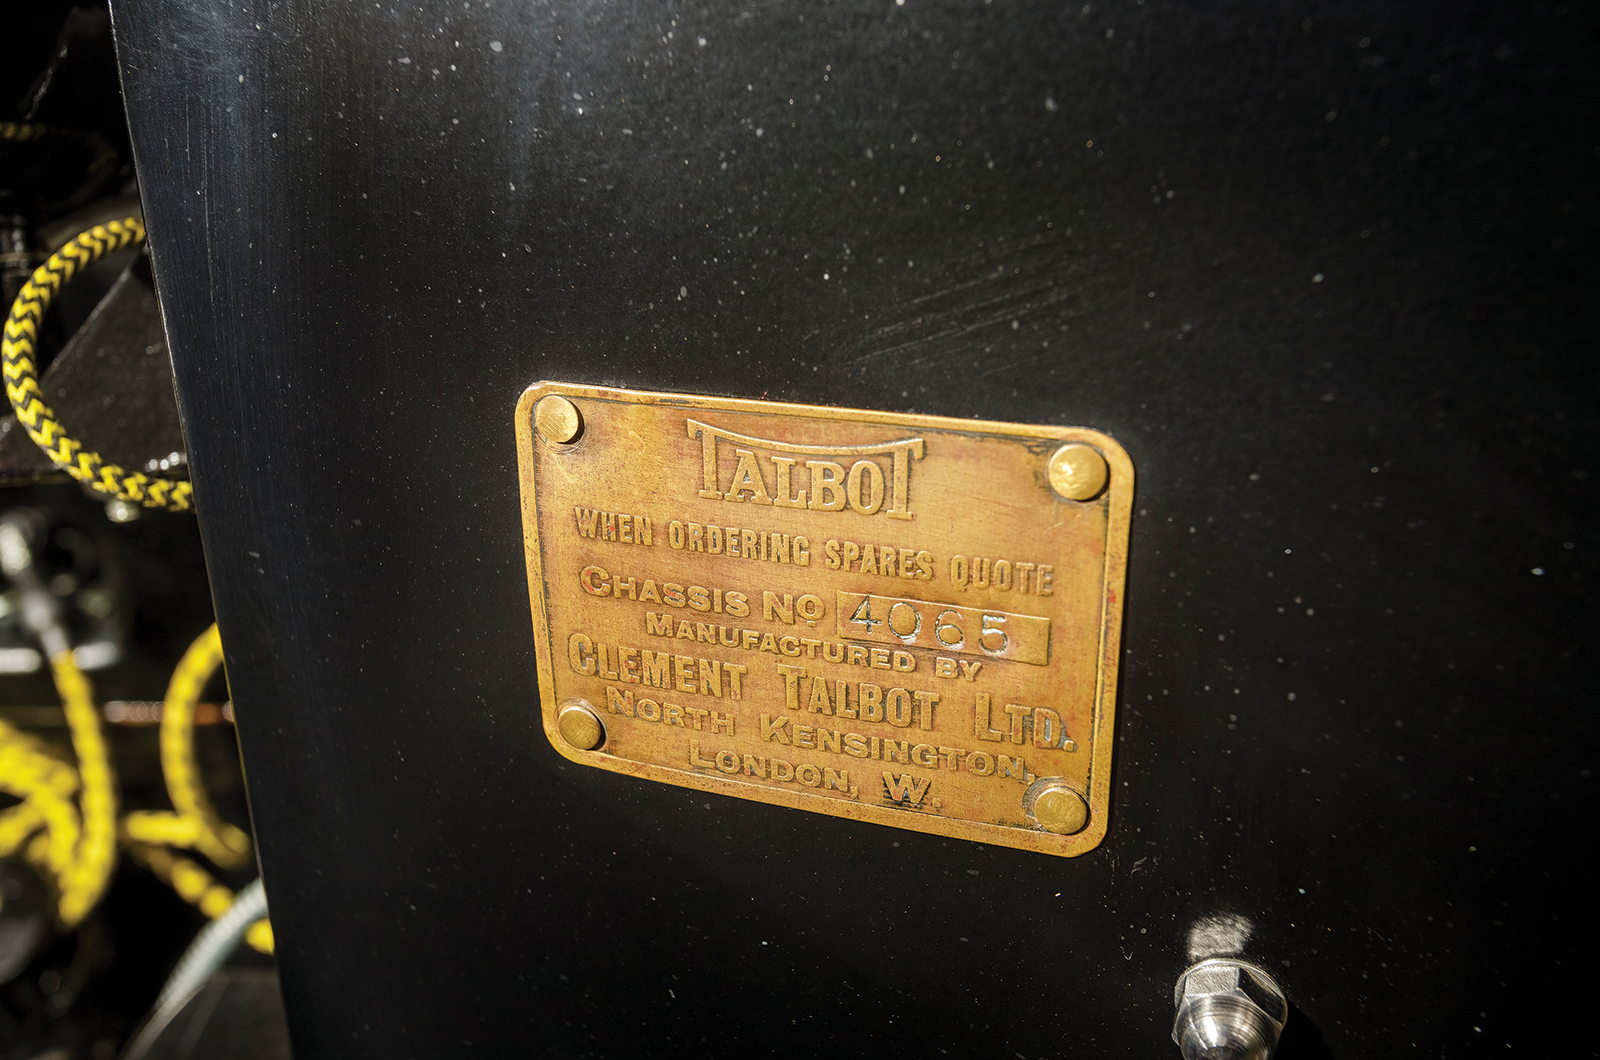 TALBOT
WHEN ORDERING SPARES QUOTE
CHASSIS NO 4065
MANUFACTURED BY
CLEMENT TALBOT LTD.
NORTH KENSINGTON,
LONDON, W.